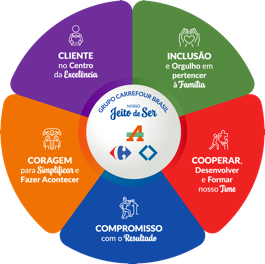 CLIENTE
no Centro
da Excelência
INCLUSÃO
e Orgulho em
pertencer
à Família
GRUPO CARREFOUR BRASIL
NOSSO
Jeito de Ser
CORAGEM
para Simplificar e
Fazer Acontecer
COOPERAR,
Desenvolver
e Formar
nosso Time
COMPROMISSO
com o Resultado